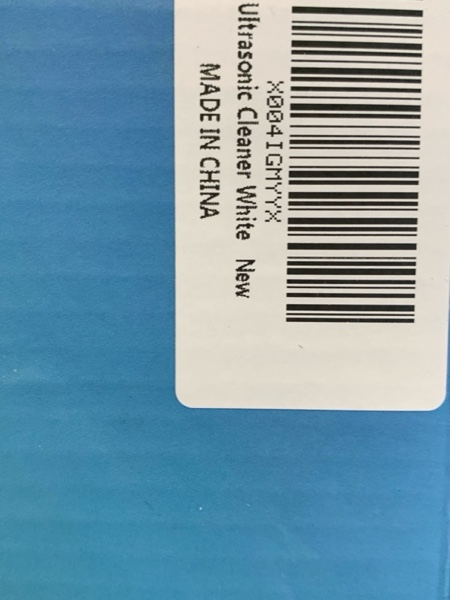 X004IGMYYX
Ultrasonic Cleaner White New
MADE IN CHINA